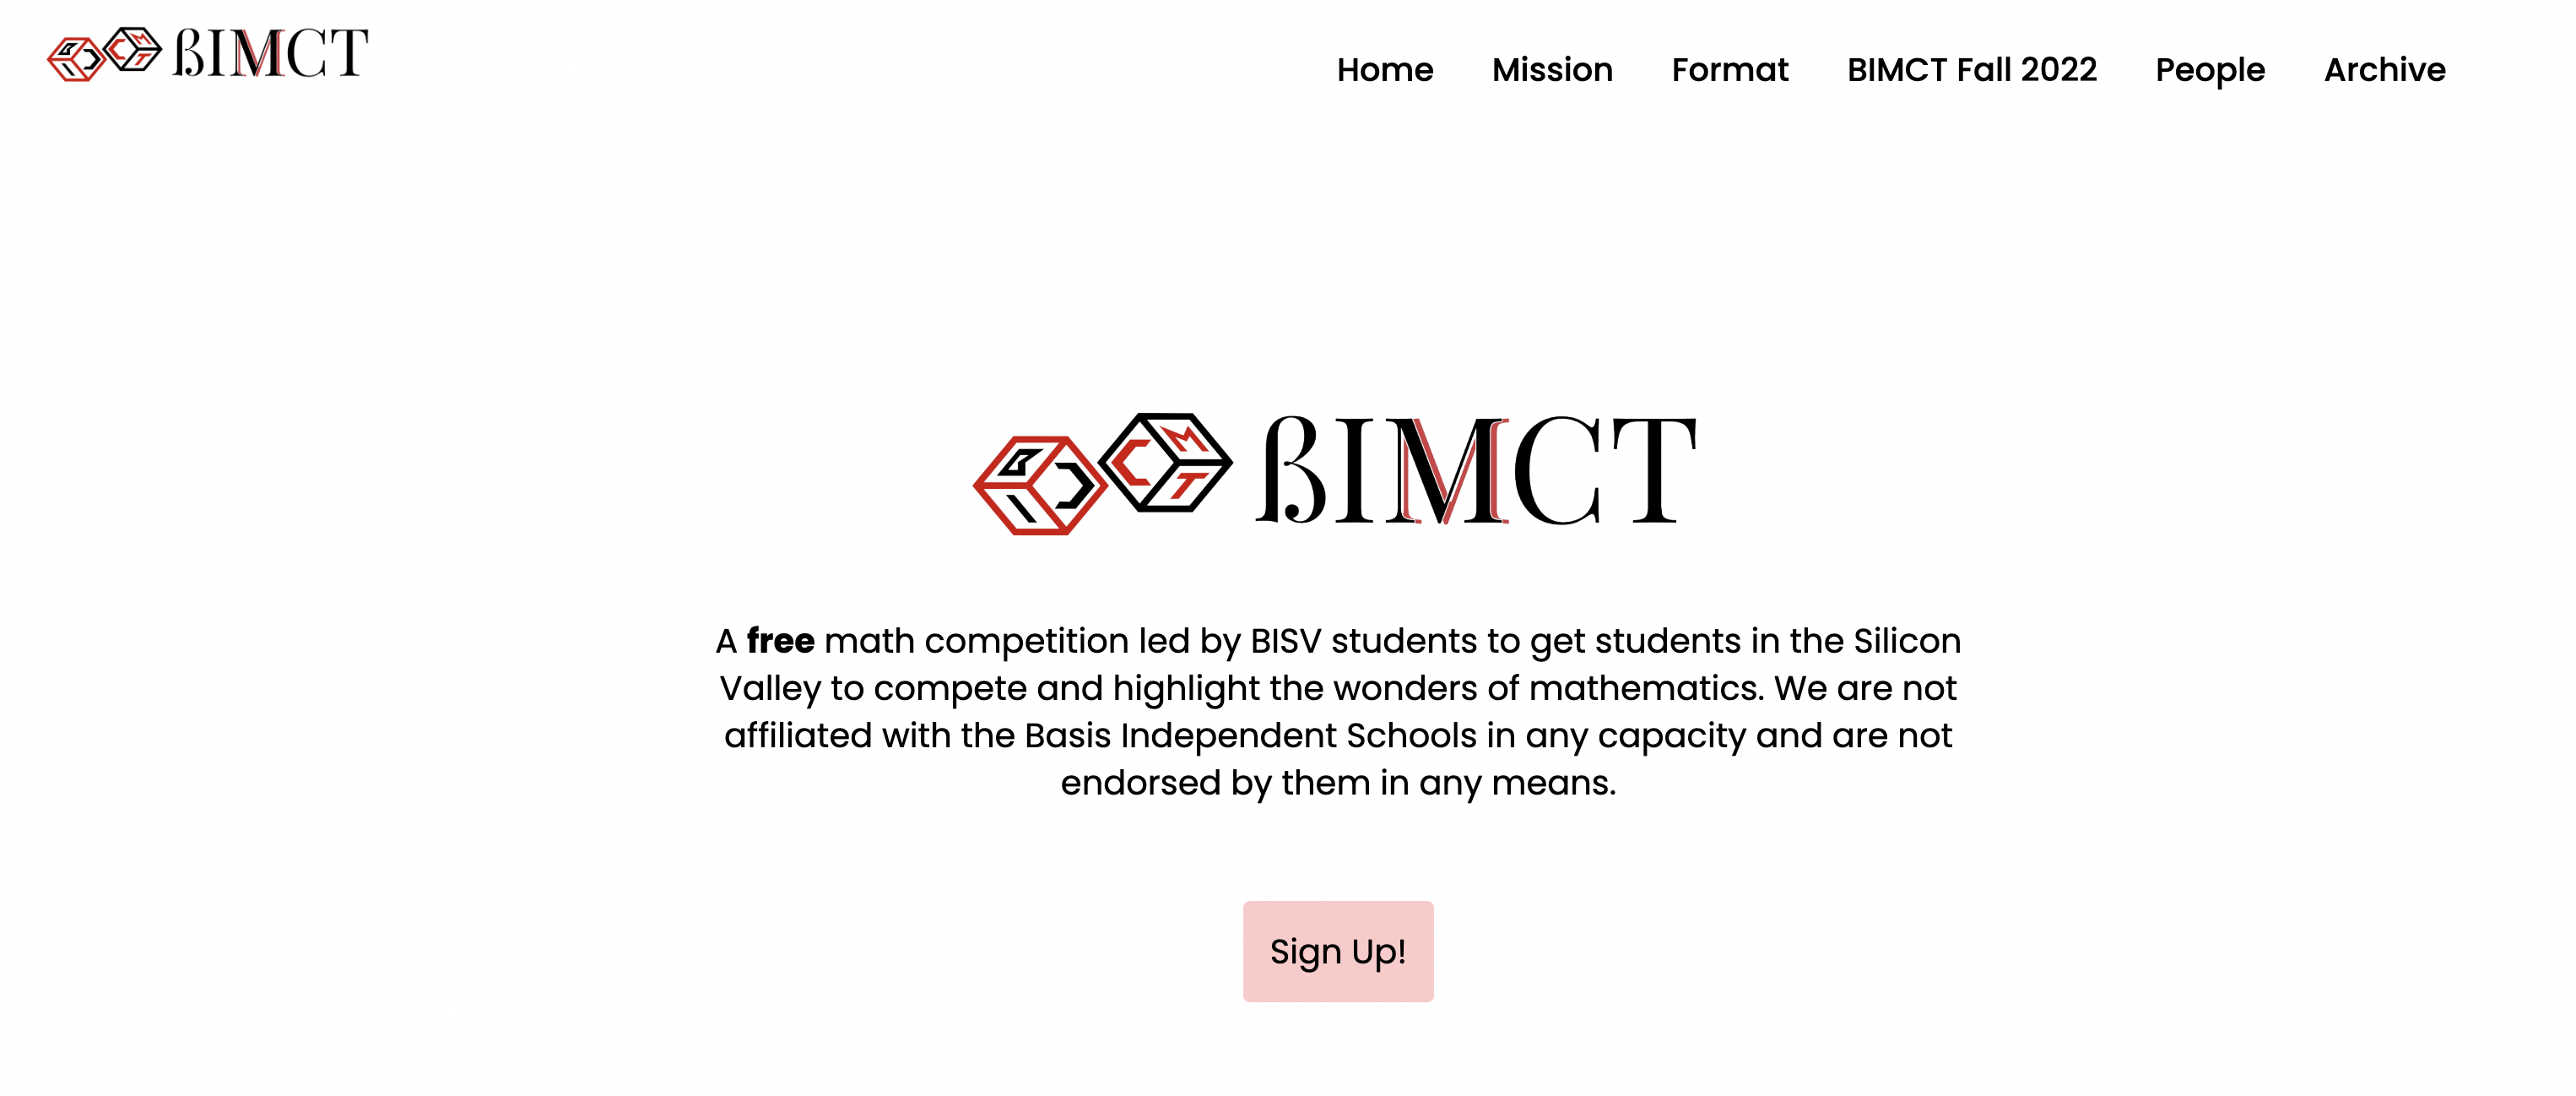 ßIMCT
Home Mission Format BIMCT Fall 2022 People Archive
B I C M T ßIMCT
A free math competition led by BISV students to get students in the Silicon
Valley to compete and highlight the wonders of mathematics. We are not
affiliated with the Basis Independent Schools in any capacity and are not
endorsed by them in any means.
Sign Up!